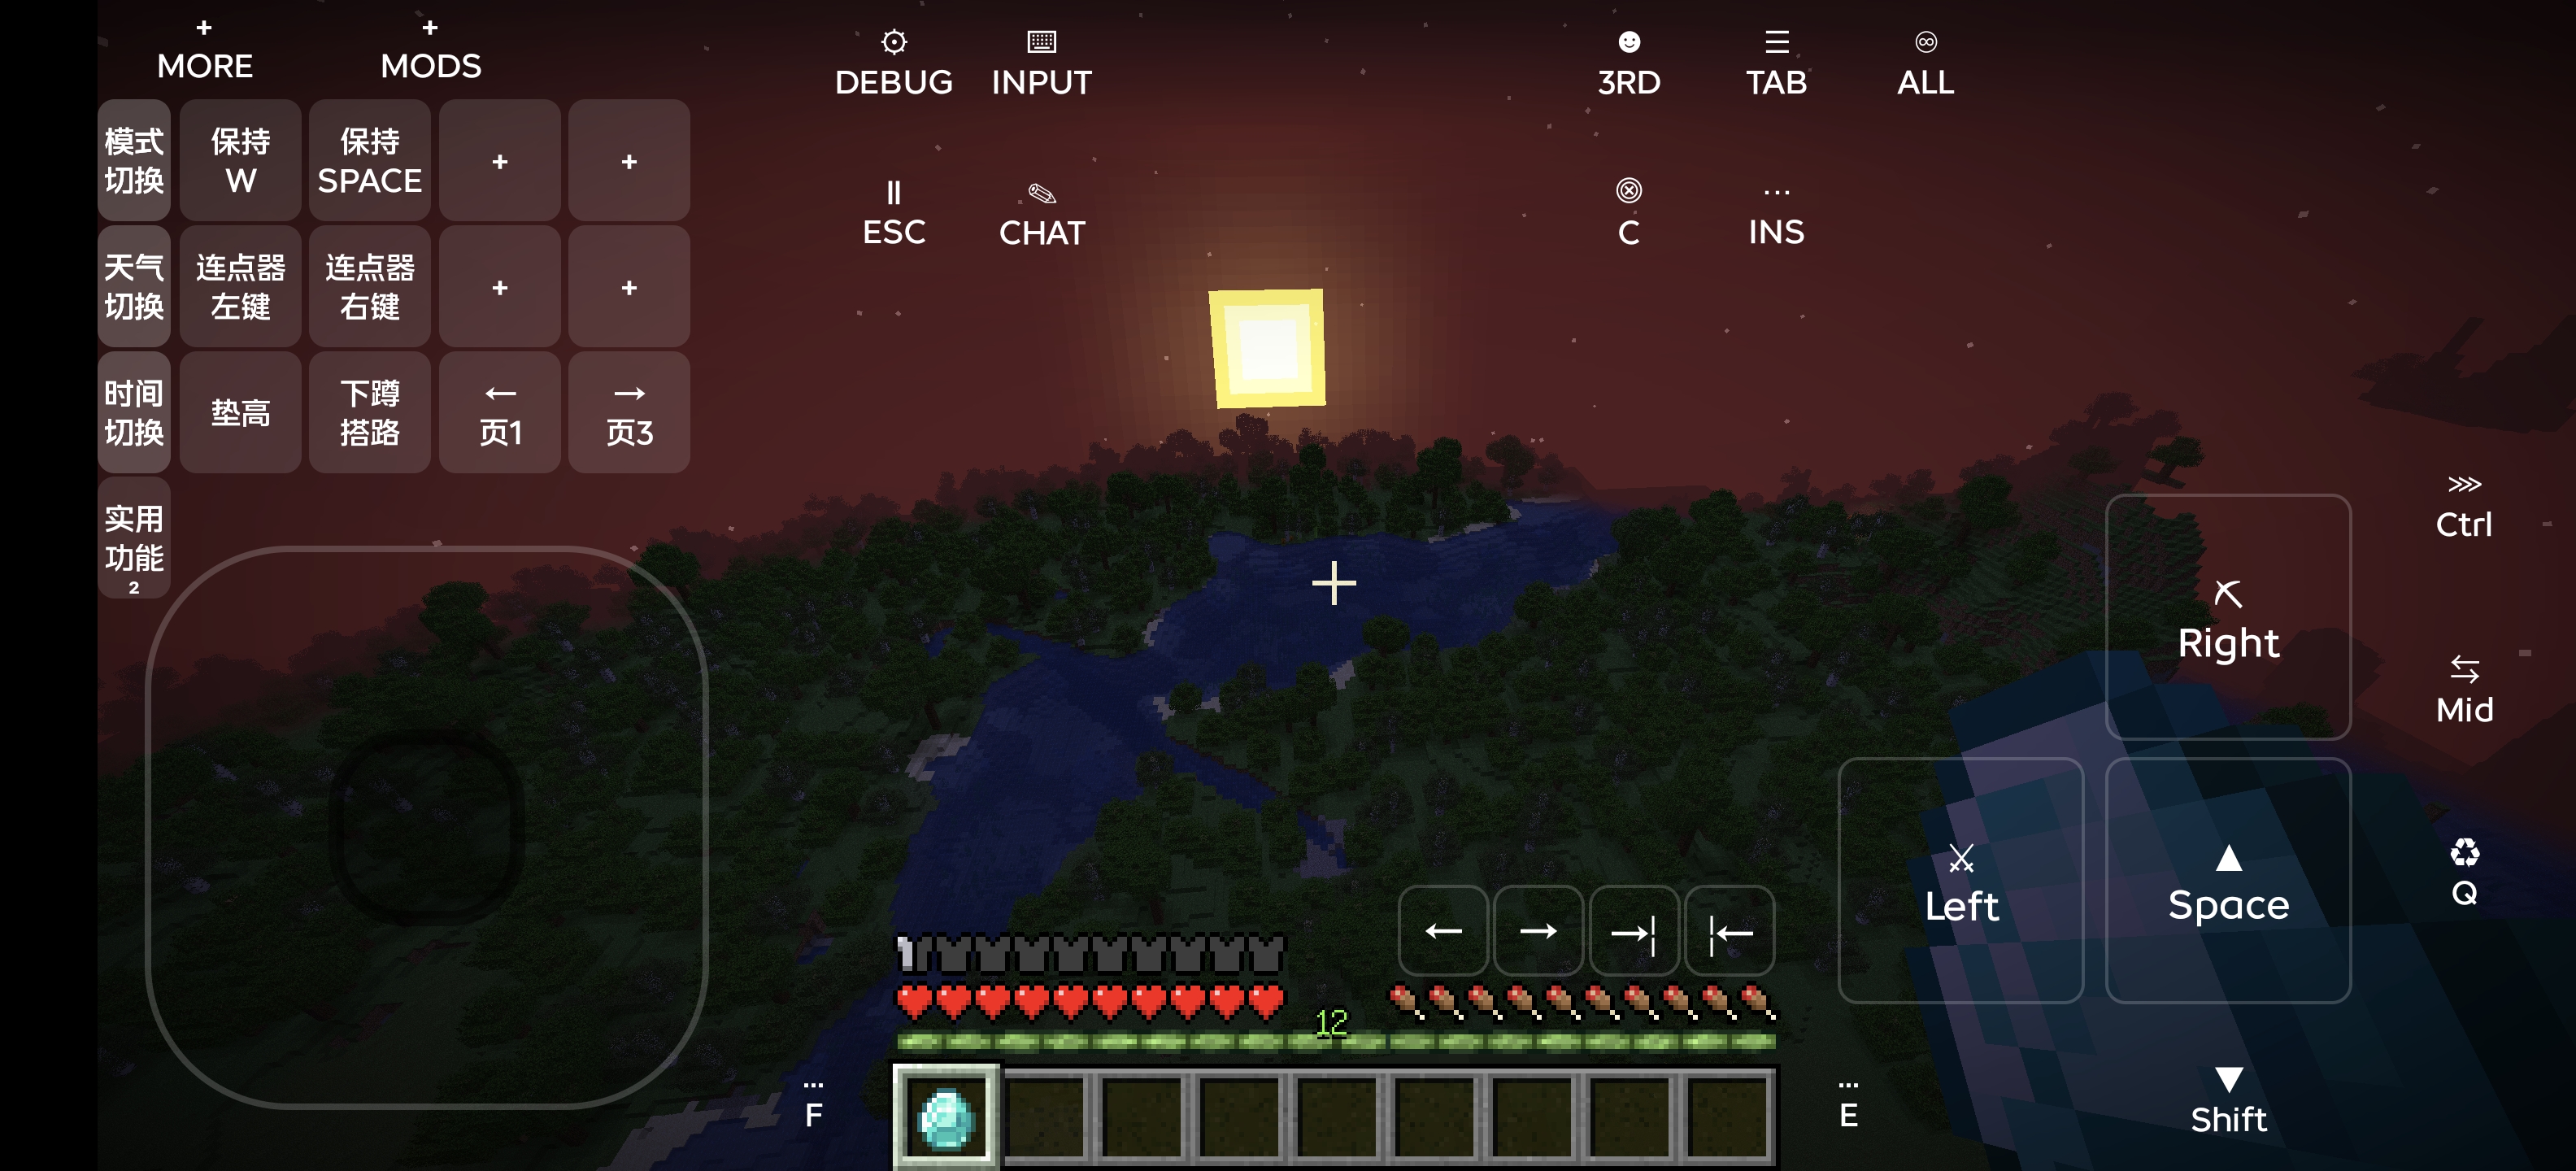 +
MORE
+
MODS
DEBUG
INPUT
3RD
TAB
ALL
模式
切换
保持
W
保持
SPACE
+
+
ESC
CHAT
C
INS
天气
切换
连点器
左键
连点器
右键
+
+
时间
切换
垫高
下蹲
搭路
←
页1
→
页3
实用
功能
2
Ctrl
Right
Mid
Left
Space
Q
12
F
E
Shift